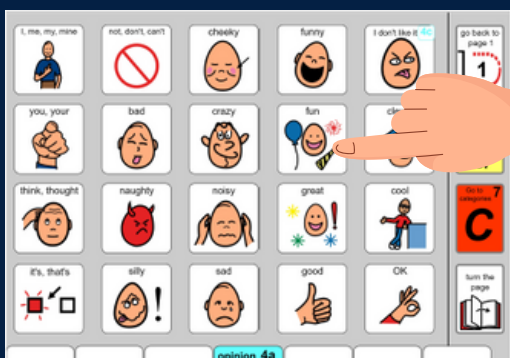 I, me, my, mine
not, don't, can't
cheeky
funny
I don't like it 4c
go back to
page 1
1
you, your
bad
crazy
fun
think, thought
naughty
noisy
great
cool
Go to 7
categories
C
it's, that's
silly
sad
good
OK
turn the
page
opinion 4a